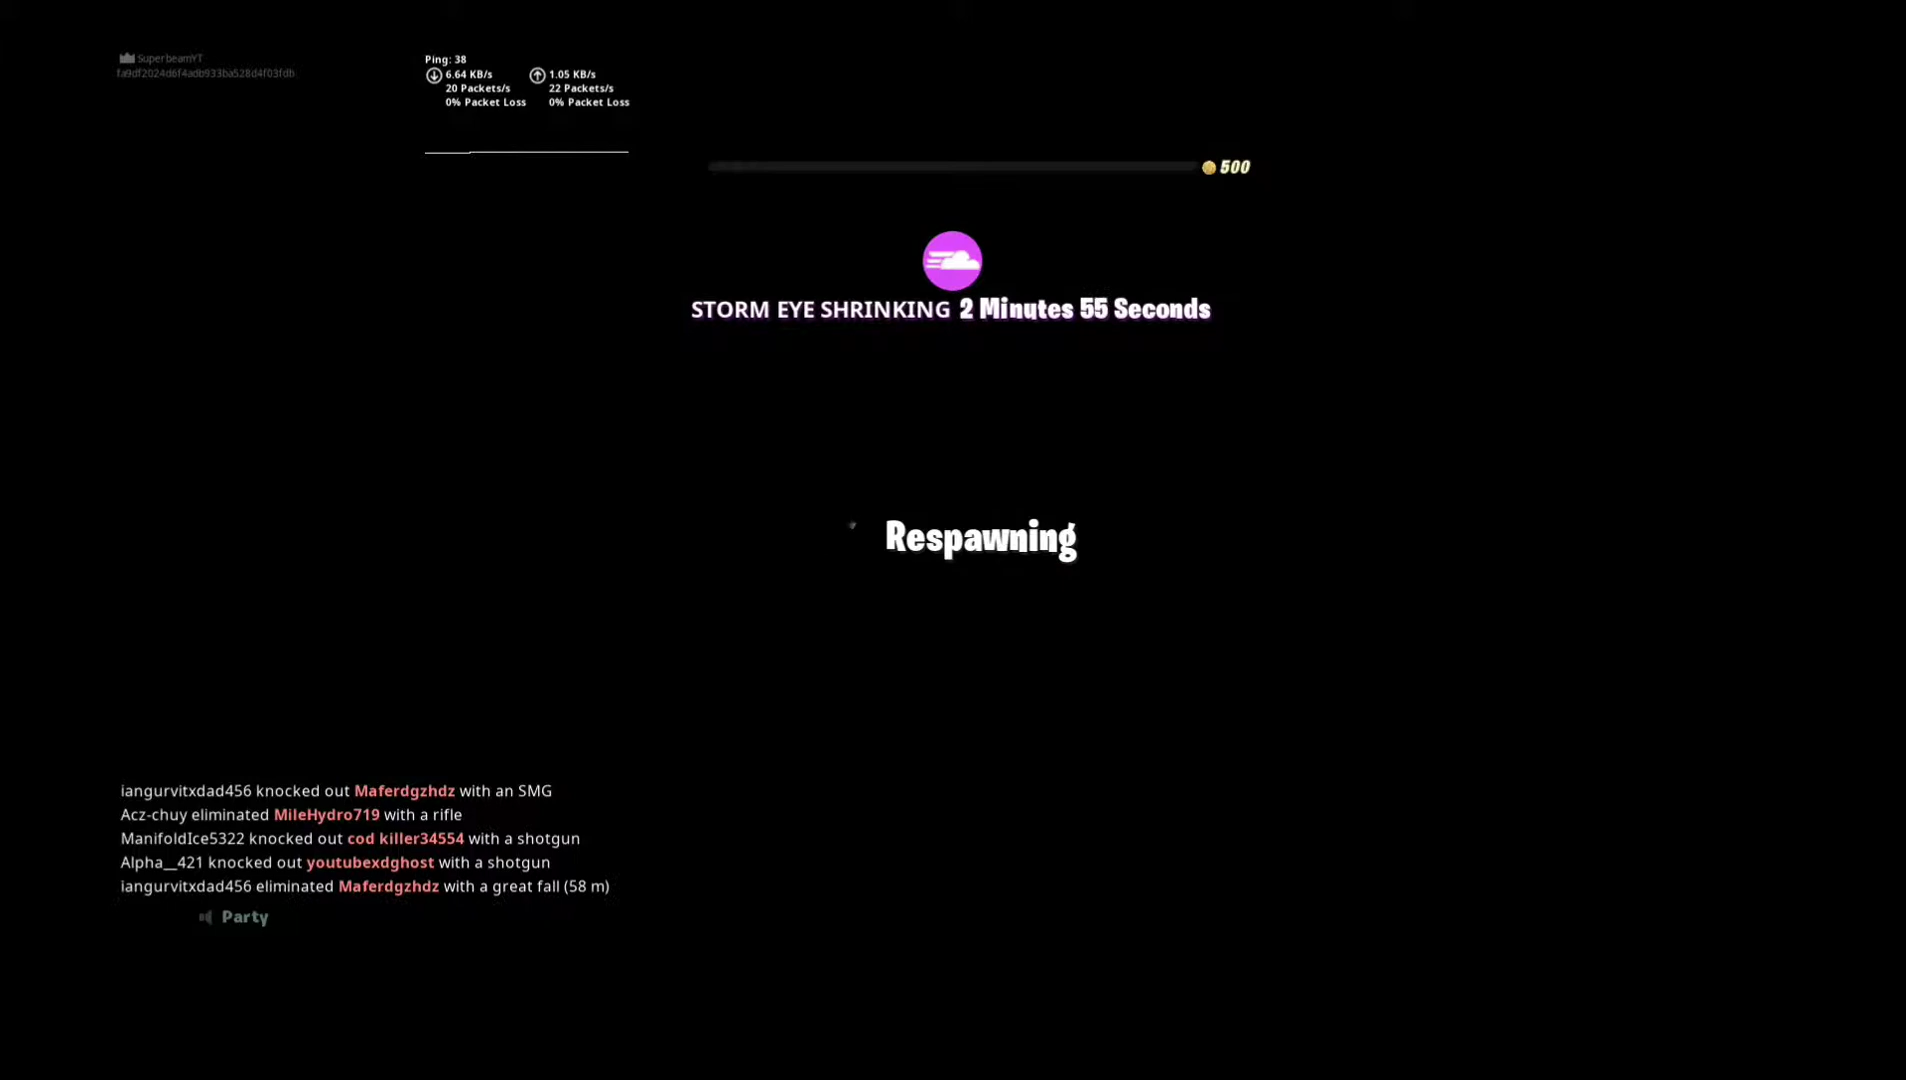 SuperbeamYT
fa9df2024d6f4adb933ba528d4f03fdb
Ping: 38
6.64 KB/s
20 Packets/s
0% Packet Loss
1.05 KB/s
22 Packets/s
0% Packet Loss
500
STORM EYE SHRINKING 2 Minutes 55 Seconds
Respawning
iangurvitxdad456 knocked out Maferdgzhdz with an SMG
Acz-chuy eliminated MileHydro719 with a rifle
ManifoldIce5322 knocked out cod killer34554 with a shotgun
Alpha__421 knocked out youtubexdghost with a shotgun
iangurvitxdad456 eliminated Maferdgzhdz with a great fall (58 m)
Party